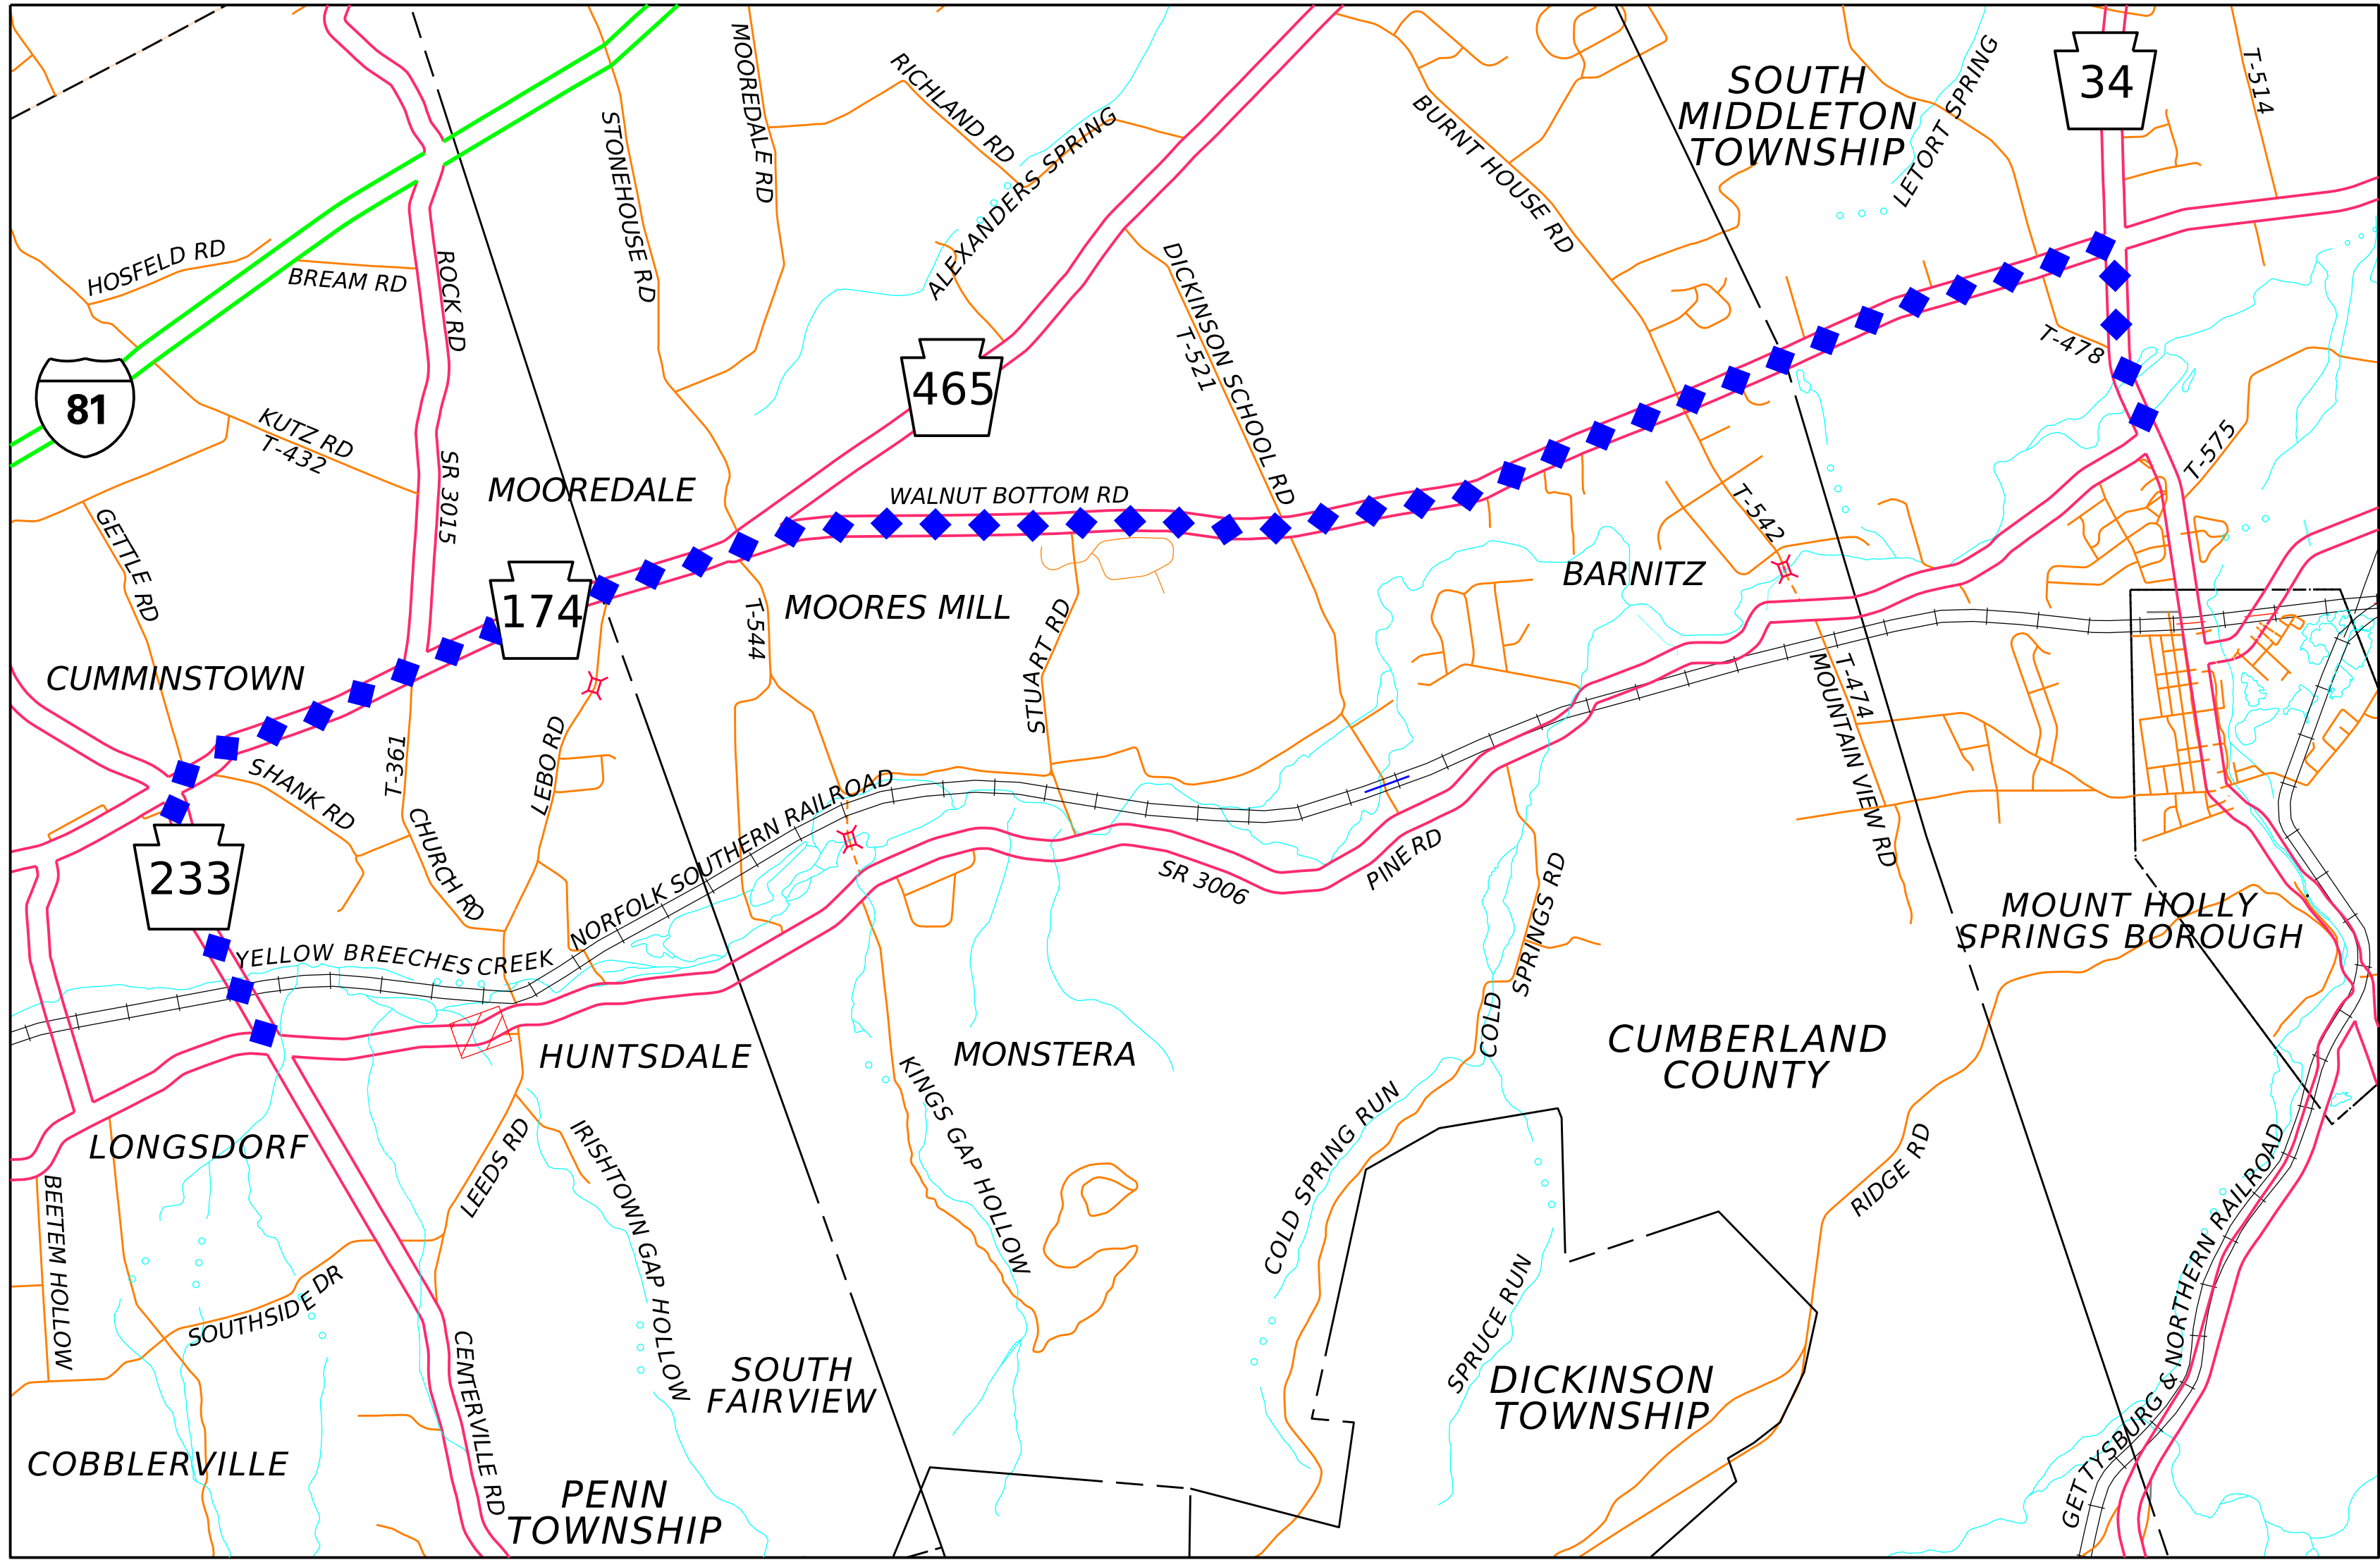 MOOREDALE RD
RICHLAND RD
STONEHOUSE RD
ALEXANDERS SPRING
BURNT HOUSE RD
SOUTH
MIDDLETON
TOWNSHIP
LETORT SPRING
34
T-514
HOSFELD RD
BREAM RD
ROCK RD
81
KUTZ RD
T-432
SR 3015
465
DICKINSON SCHOOL RD
T-521
T-478
T-575
MOOREDALE
WALNUT BOTTOM RD
T-542
GETTLE RD
174
BARNITZ
MOORES MILL
T-544
STUART RD
CUMMINSTOWN
T-474
MOUNTAIN VIEW RD
SHANK RD
T-361
LEBO RD
CHURCH RD
233
NORFOLK SOUTHERN RAILROAD
SR 3006
PINE RD
YELLOW BREECHES CREEK
COLD SPRINGS RD
MOUNT HOLLY
SPRINGS BOROUGH
HUNTSDALE
MONSTERA
CUMBERLAND
COUNTY
LONGSDORF
LEEDS RD
IRISHTOWN GAP HOLLOW
KINGS GAP HOLLOW
COLD SPRING RUN
RIDGE RD
BEETEM HOLLOW
SOUTHSIDE DR
CENTERVILLE RD
SPRUCE RUN
GETTYSBURG & NORTHERN RAILROAD
SOUTH
FAIRVIEW
DICKINSON
TOWNSHIP
COBBLERVILLE
PENN
TOWNSHIP